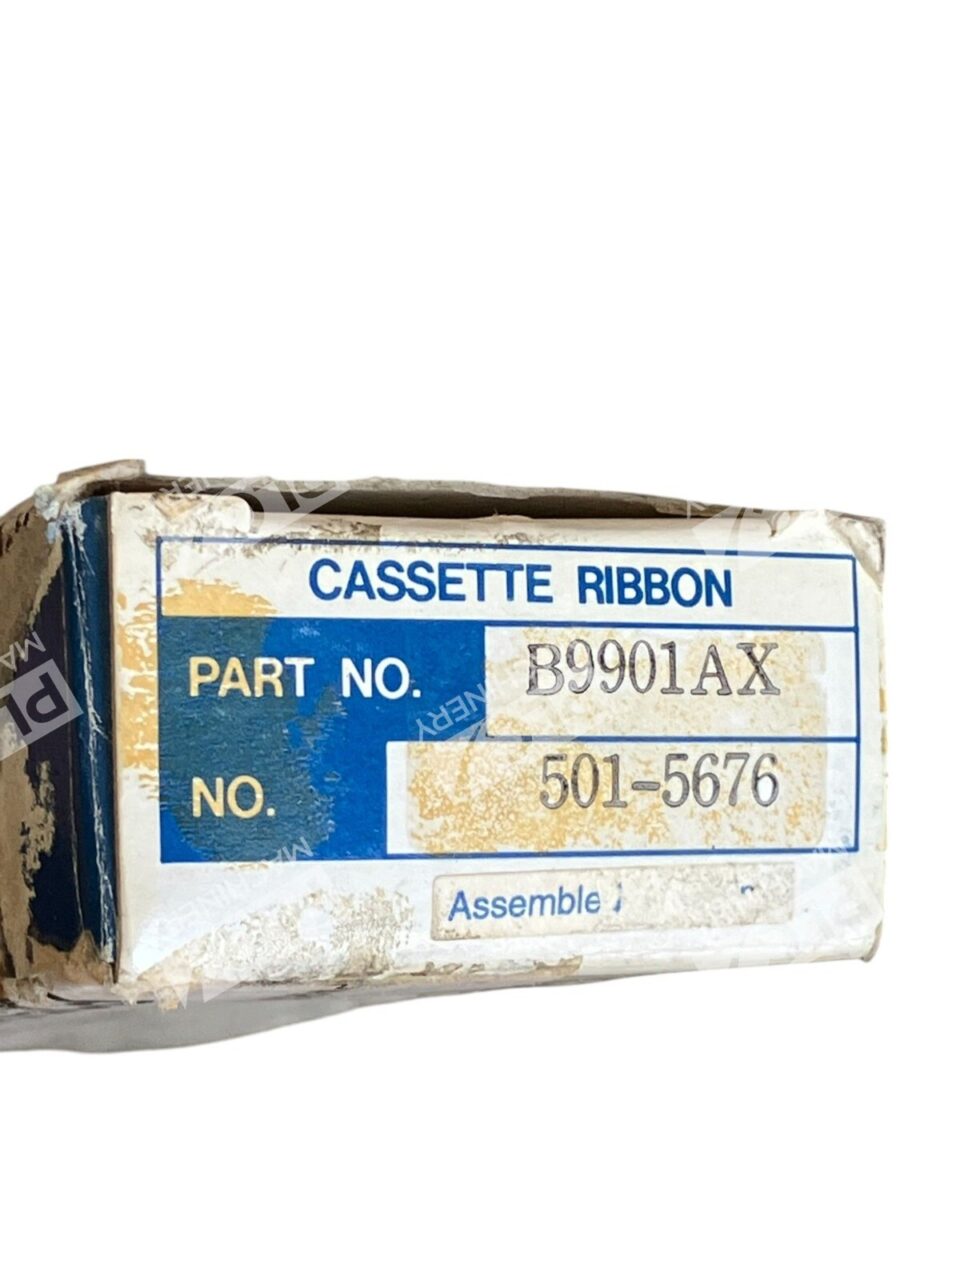 CASSETTE RIBBON
PART NO. B9901AX
NO. 501-5676
Assemble